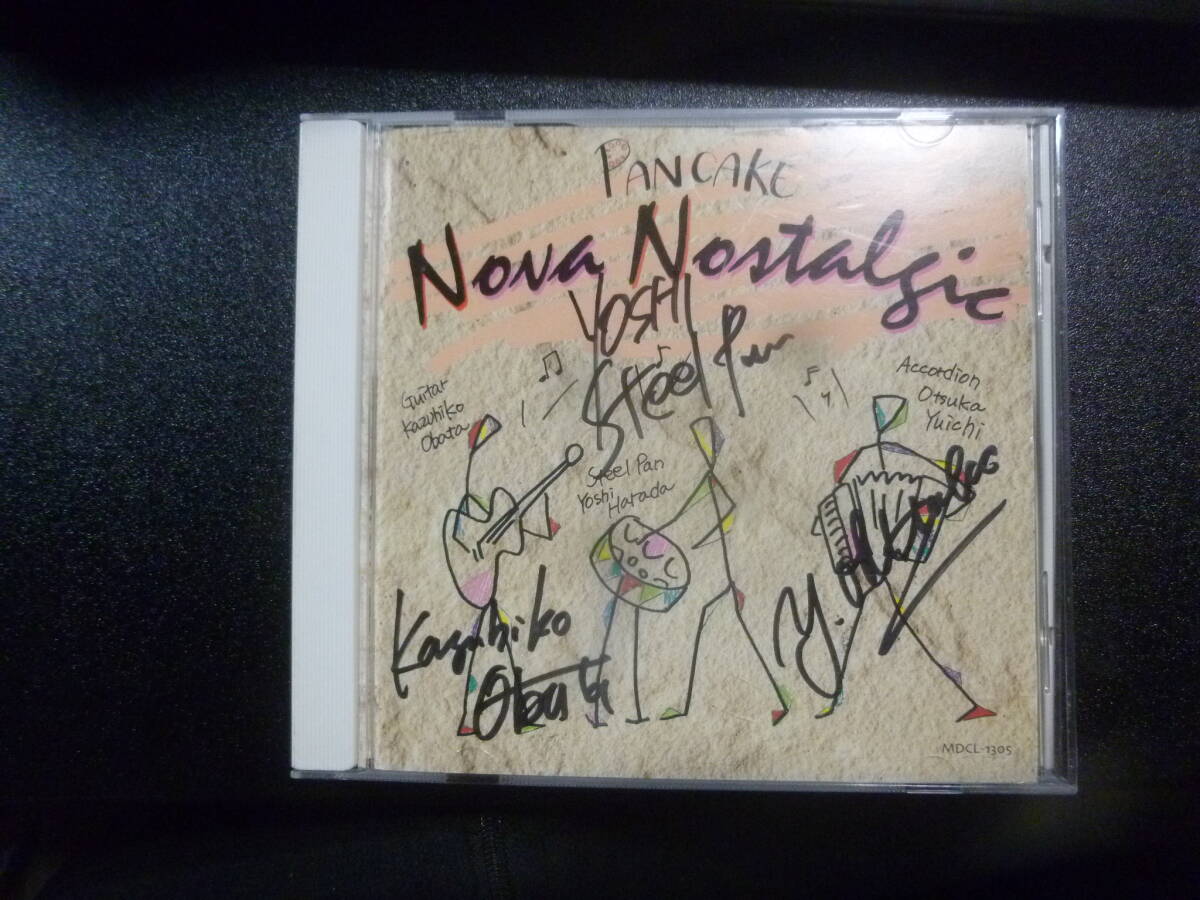 PANCAKE
Nova Nostalgic
YOSHI
Steel Pan
Guitar
Kazuhiko
Obata
Steel Pan
Yoshi
Harada
Accordion
Otsuka
Yuichi
Kazuhiko
Obata
Y.
MDCL-1305